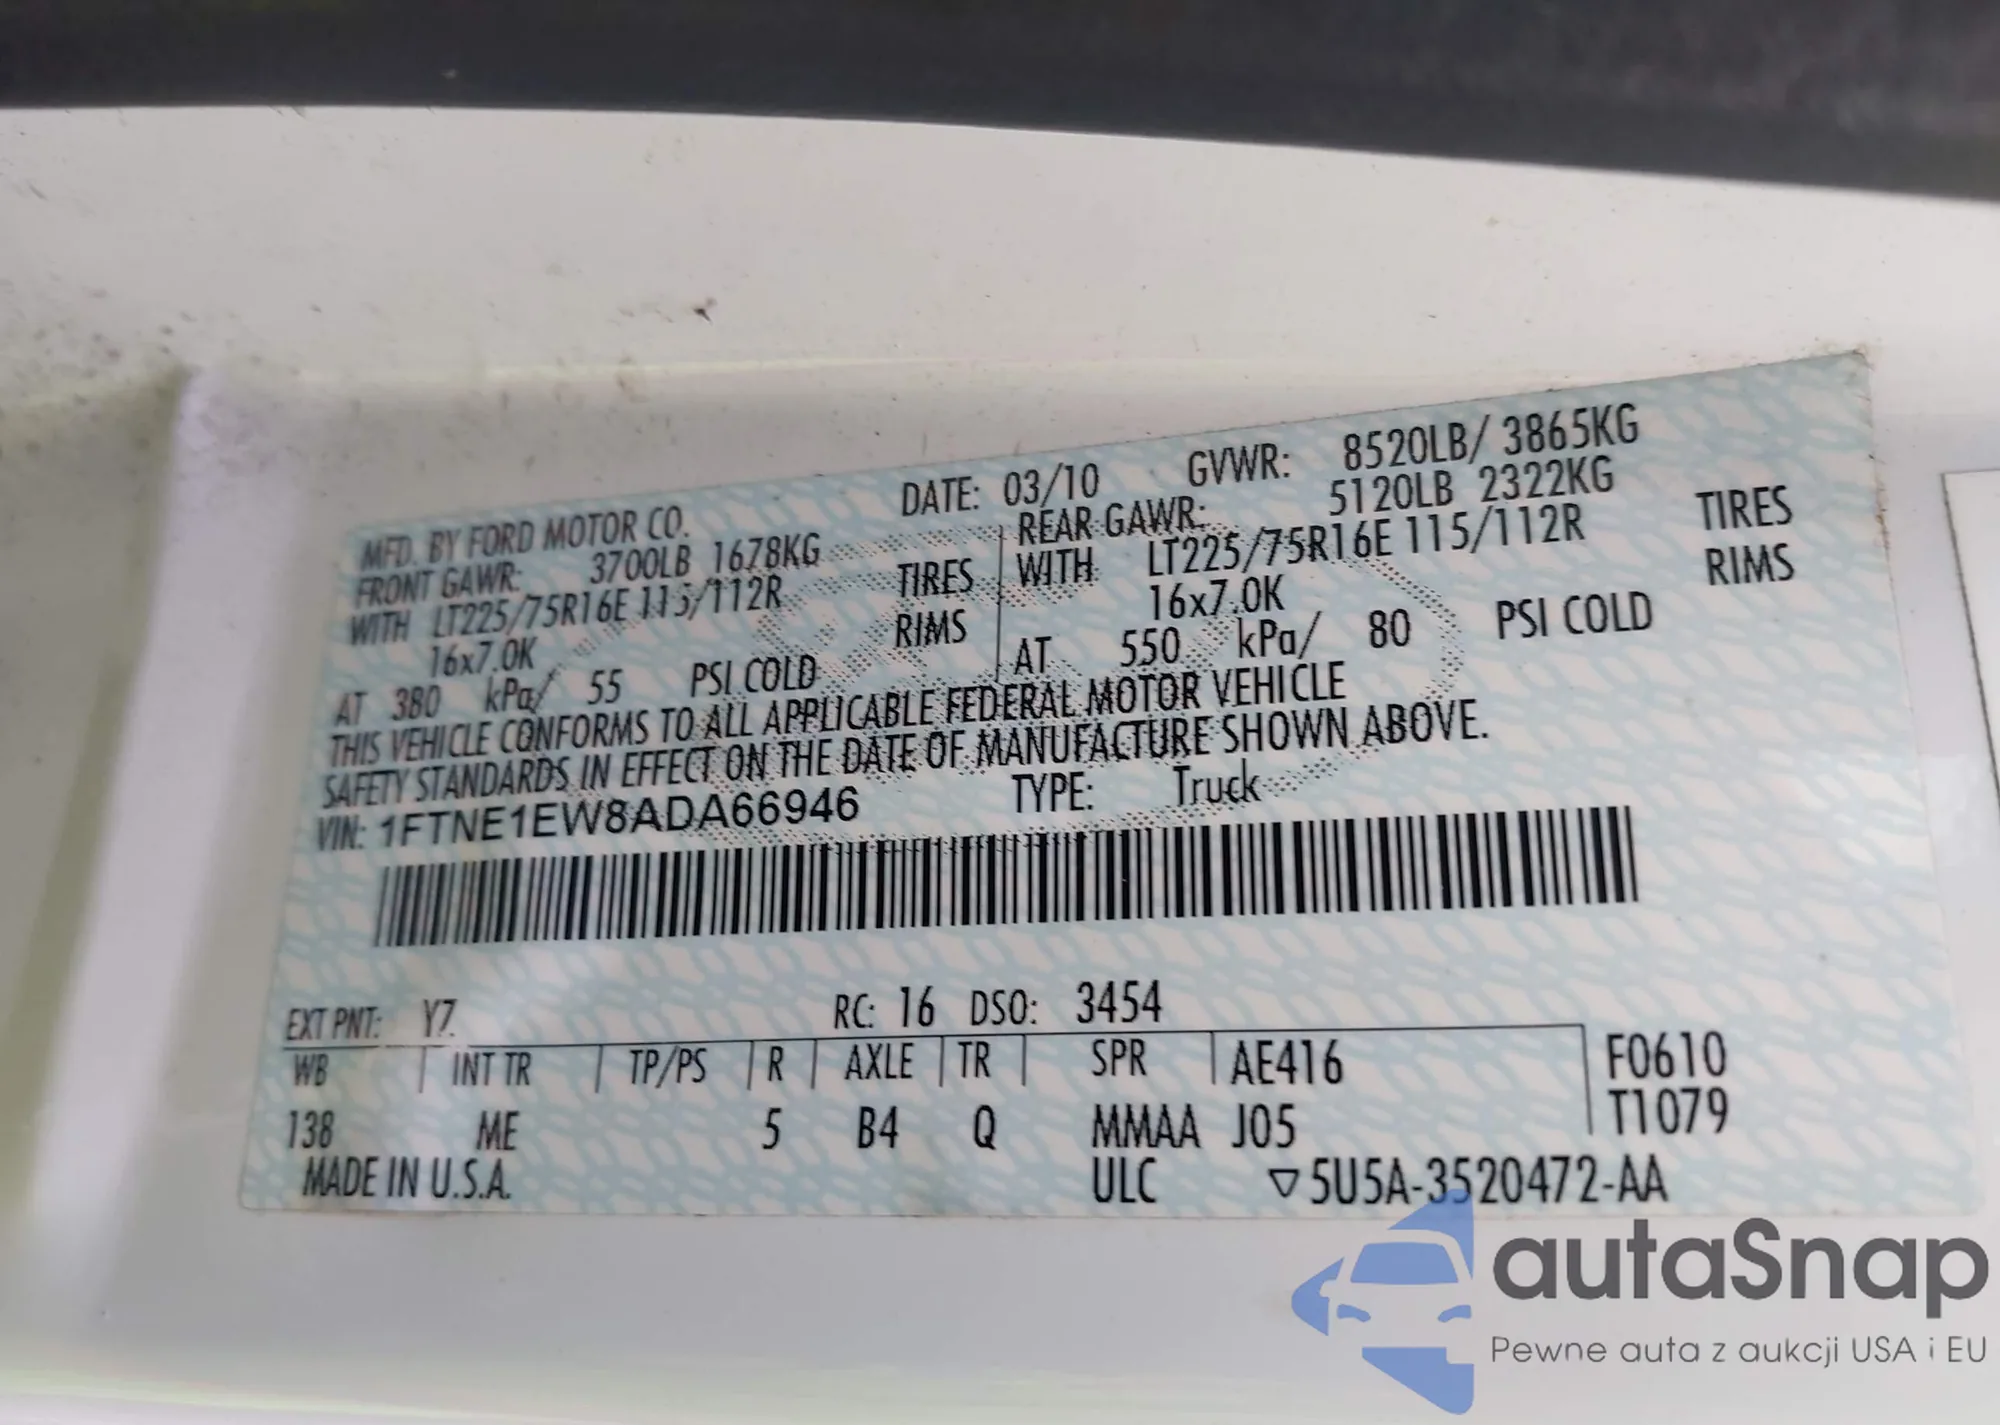 MFD. BY FORD MOTOR CO. DATE: 03/10 GVWR: 8520LB/ 3865KG
FRONT GAWR: 3700LB 1678KG REAR GAWR: 5120LB 2322KG
WITH LT225/75R16E 115/112R TIRES WITH LT225/75R16E 115/112R TIRES
16x7.0K RIMS 16x7.0K RIMS
AT 380 kPa/ 55 PSI COLD AT 550 kPa/ 80 PSI COLD
THIS VEHICLE CONFORMS TO ALL APPLICABLE FEDERAL MOTOR VEHICLE
SAFETY STANDARDS IN EFFECT ON THE DATE OF MANUFACTURE SHOWN ABOVE.
VIN: 1FTNE1EW8ADA66946 TYPE: Truck
EXT PNT: Y7 RC: 16 DSO: 3454
WB INT TR TP/PS R AXLE TR SPR AE416 F0610
138 ME 5 B4 Q MMAA J05 T1079
MADE IN U.S.A. ULC ▽5U5A-3520472-AA
autaSnap
Pewne auta z aukcji USA i EU